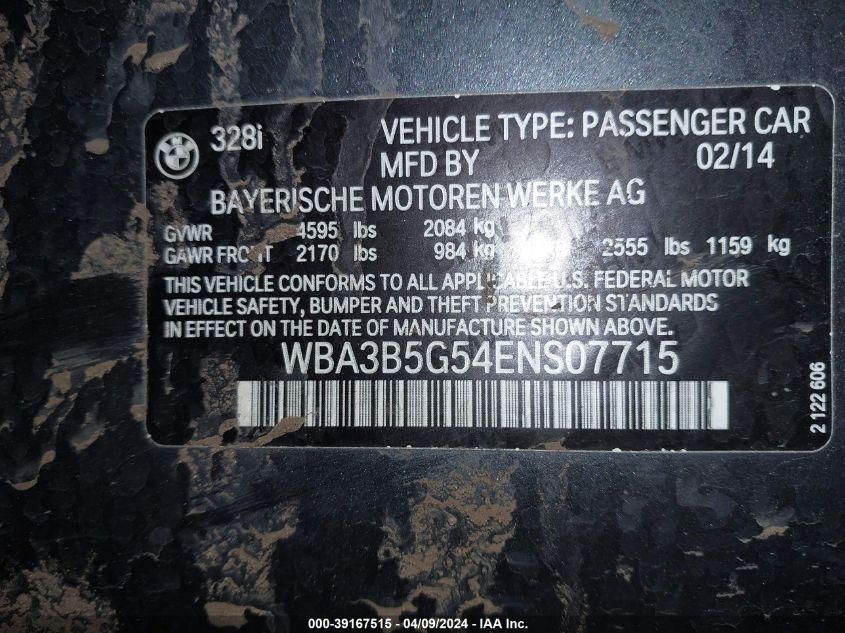 328i VEHICLE TYPE: PASSENGER CAR
MFD BY 02/14
BAYERISCHE MOTOREN WERKE AG
GVWR 4595 lbs 2084 kg
GAWR FRONT 2170 lbs 984 kg 2555 lbs 1159 kg
THIS VEHICLE CONFORMS TO ALL APPLICABLE U.S. FEDERAL MOTOR
VEHICLE SAFETY, BUMPER AND THEFT PREVENTION STANDARDS
IN EFFECT ON THE DATE OF MANUFACTURE SHOWN ABOVE.
WBA3B5G54ENS07715
2 122 606
000-39167515 - 04/09/2024 - IAA Inc.